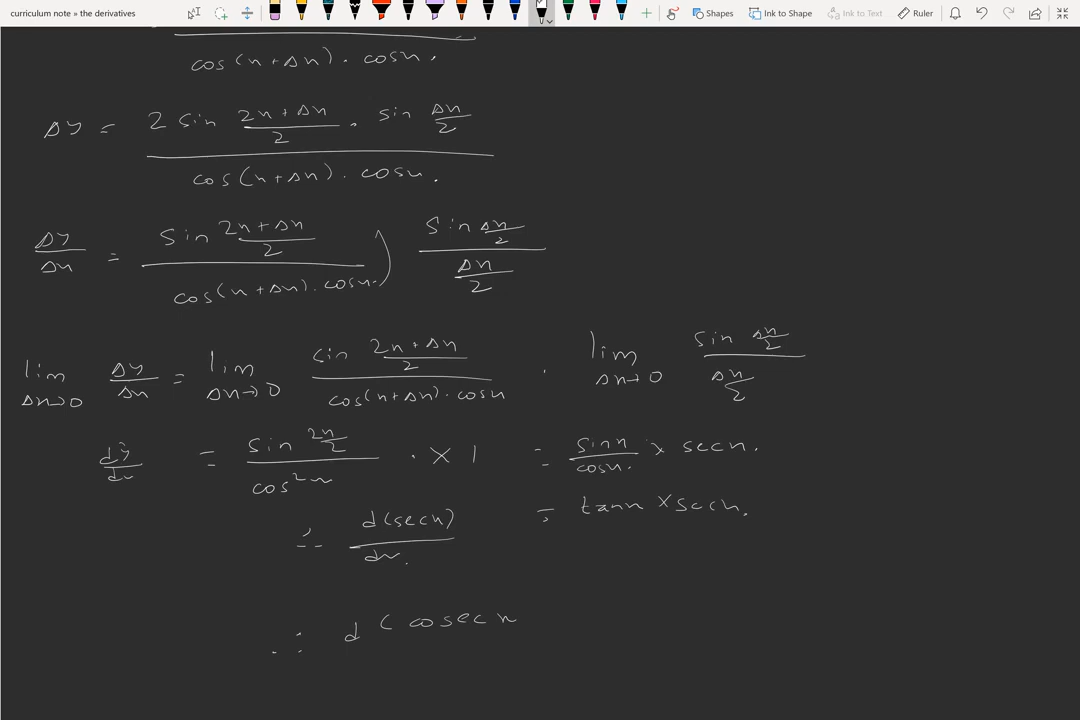 curriculum note » the derivatives
Shapes Ink to Shape Ink to Text Ruler
cos(x+Δx) . cosx .
Δy = 2 sin (2x+Δx)/2 . sin Δx/2 / cos(x+Δx) . cosx .
Δy/Δx = sin (2x+Δx)/2 / cos(x+Δx) . cosx . ) sin Δx/2 / Δx/2
lim Δx→0 Δy/Δx = lim Δx→0 sin (2x+Δx)/2 / cos(x+Δx) . cosx . lim Δx→0 sin Δx/2 / Δx/2
dy/dx = sin 2x/2 / cos²x . × 1 = sinx/cosx . × secx .
∴ d(secx)/dx . = tanx × secx .
∴ d (cosecx